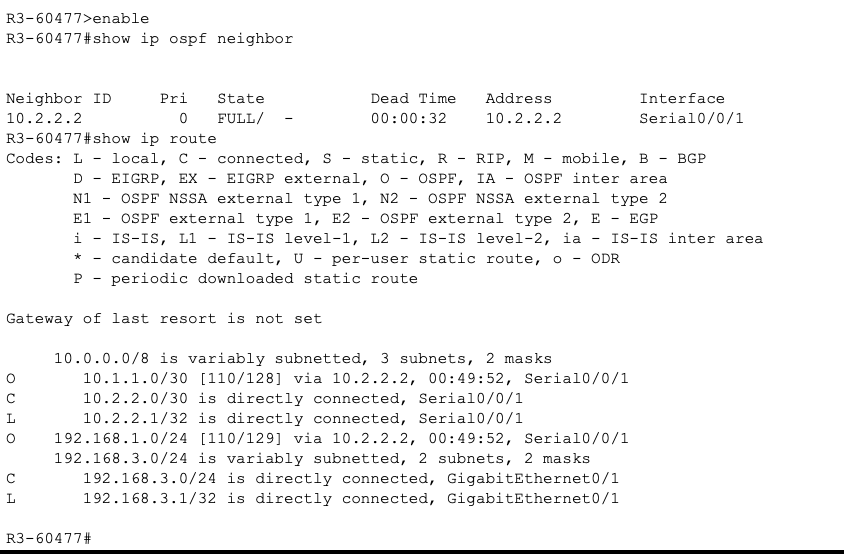 R3-60477>enable
R3-60477#show ip ospf neighbor
Neighbor ID     Pri   State           Dead Time   Address         Interface
10.2.2.2          0   FULL/  -        00:00:32    10.2.2.2        Serial0/0/1
R3-60477#show ip route
Codes: L - local, C - connected, S - static, R - RIP, M - mobile, B - BGP
       D - EIGRP, EX - EIGRP external, O - OSPF, IA - OSPF inter area
       N1 - OSPF NSSA external type 1, N2 - OSPF NSSA external type 2
       E1 - OSPF external type 1, E2 - OSPF external type 2, E - EGP
       i - IS-IS, L1 - IS-IS level-1, L2 - IS-IS level-2, ia - IS-IS inter area
       * - candidate default, U - per-user static route, o - ODR
       P - periodic downloaded static route
Gateway of last resort is not set
     10.0.0.0/8 is variably subnetted, 3 subnets, 2 masks
O       10.1.1.0/30 [110/128] via 10.2.2.2, 00:49:52, Serial0/0/1
C       10.2.2.0/30 is directly connected, Serial0/0/1
L       10.2.2.1/32 is directly connected, Serial0/0/1
O    192.168.1.0/24 [110/129] via 10.2.2.2, 00:49:52, Serial0/0/1
     192.168.3.0/24 is variably subnetted, 2 subnets, 2 masks
C       192.168.3.0/24 is directly connected, GigabitEthernet0/1
L       192.168.3.1/32 is directly connected, GigabitEthernet0/1
R3-60477#